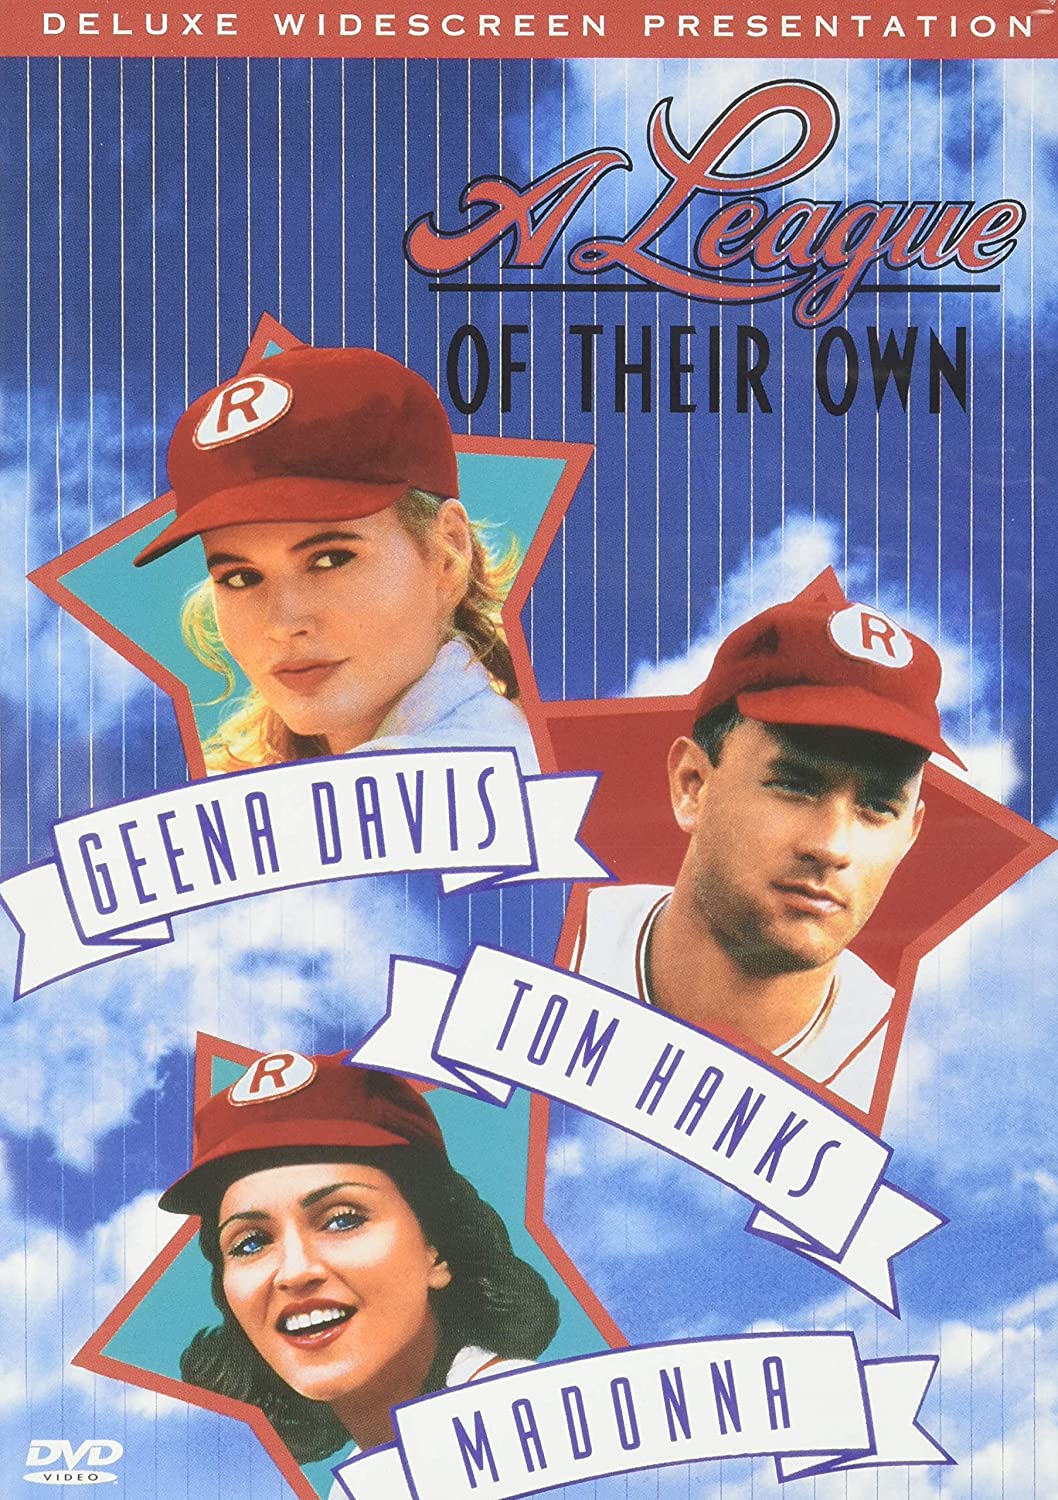 DELUXE WIDESCREEN PRESENTATION
A League
OF THEIR OWN
R
GEENA DAVIS
R
TOM HANKS
R
MADONNA
DVD
VIDEO